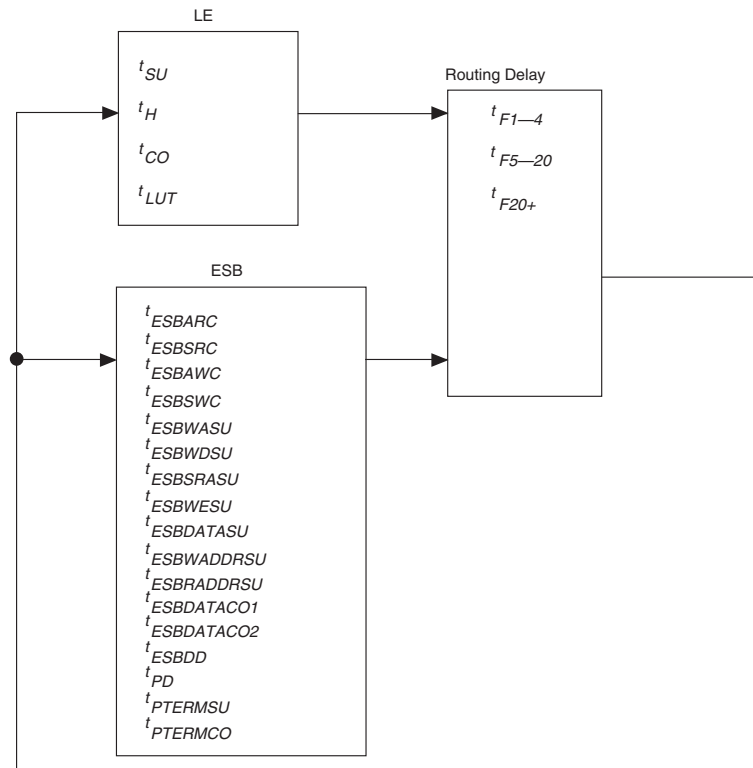 LE
tSU
tH
tCO
tLUT
Routing Delay
tF1—4
tF5—20
tF20+
ESB
tESBARC
tESBSRC
tESBAWC
tESBSWC
tESBWASU
tESBWDSU
tESBSRASU
tESBWESU
tESBDATASU
tESBWADDRSU
tESBRADDRSU
tESBDATACO1
tESBDATACO2
tESBDD
tPD
tPTERMSU
tPTERMCO